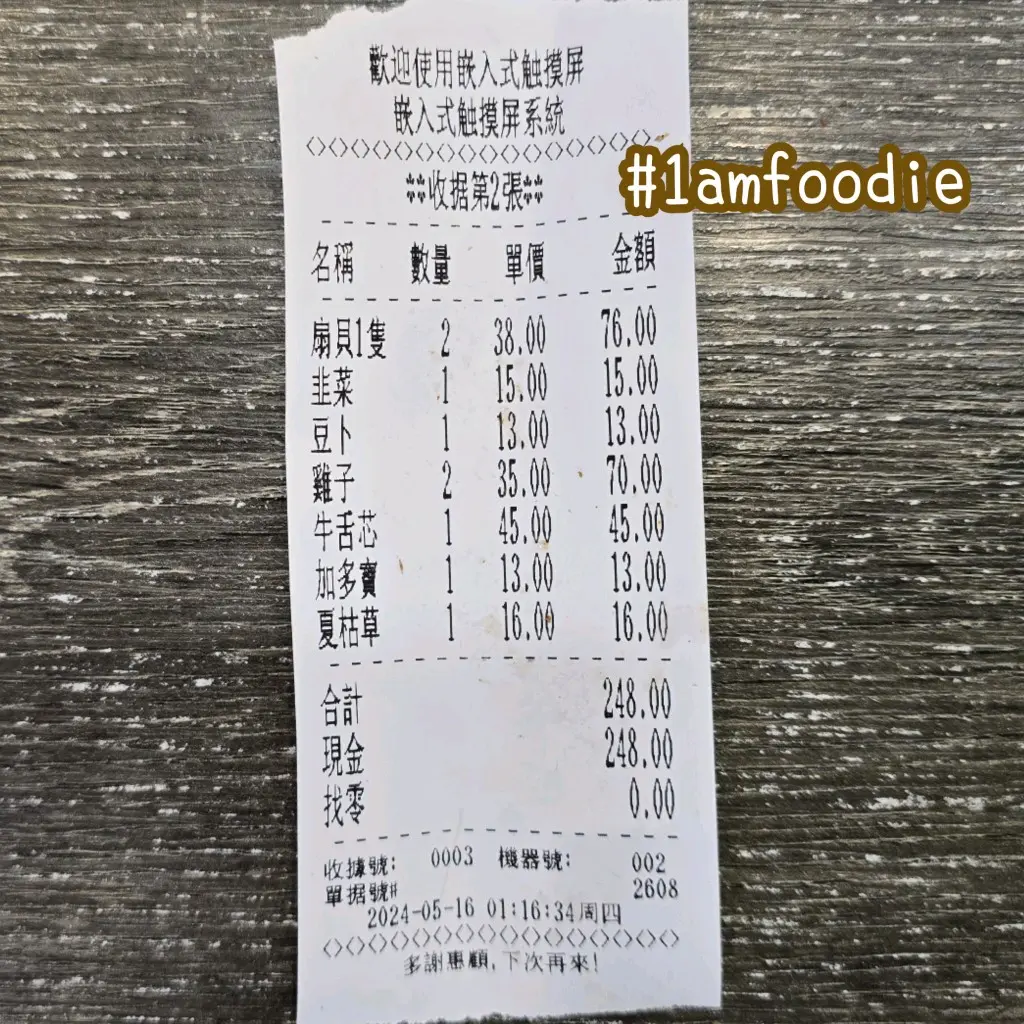 歡迎使用嵌入式触摸屏
嵌入式触摸屏系統
<><><><><><><><><><><><>
#1amfoodie
**收据第2張**
名稱 數量 單價 金額
扇貝1隻 2 38.00 76.00
韭菜 1 15.00 15.00
豆卜 1 13.00 13.00
雞子 2 35.00 70.00
牛舌芯 1 45.00 45.00
加多寶 1 13.00 13.00
夏枯草 1 16.00 16.00
合計 248.00
現金 248.00
找零 0.00
收據號: 0003 機器號: 002
單据號# 2608
2024-05-16 01:16:34周四
<><><><><><><><><><><><>
多謝惠顧,下次再來!